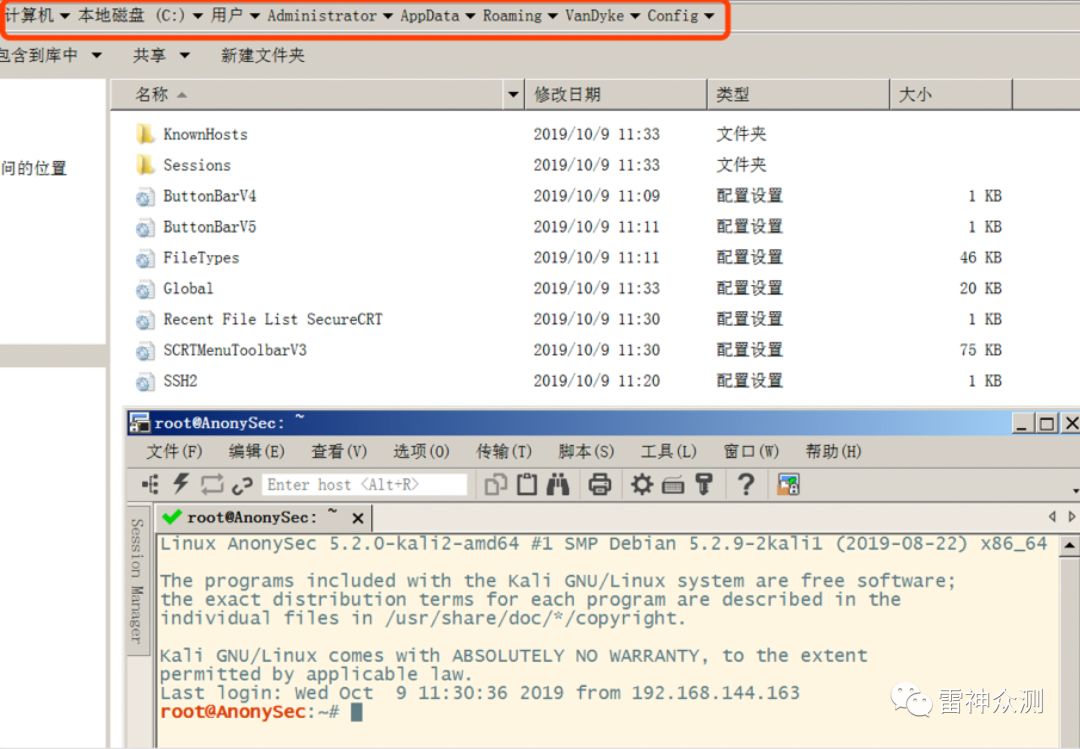 计算机 本地磁盘 (C:) 用户 Administrator AppData Roaming VanDyke Config
包含到库中 共享 新建文件夹
名称 修改日期 类型 大小
KnownHosts 2019/10/9 11:33 文件夹
问的位置
Sessions 2019/10/9 11:33 文件夹
ButtonBarV4 2019/10/9 11:09 配置设置 1 KB
ButtonBarV5 2019/10/9 11:11 配置设置 1 KB
FileTypes 2019/10/9 11:11 配置设置 46 KB
Global 2019/10/9 11:33 配置设置 20 KB
Recent File List SecureCRT 2019/10/9 11:30 配置设置 1 KB
SCRTMenuToolbarV3 2019/10/9 11:30 配置设置 75 KB
SSH2 2019/10/9 11:20 配置设置 1 KB
root@AnonySec: ~
文件(F) 编辑(E) 查看(V) 选项(O) 传输(T) 脚本(S) 工具(L) 窗口(W) 帮助(H)
Enter host <Alt+R>
Session Manager
root@AnonySec: ~
Linux AnonySec 5.2.0-kali2-amd64 #1 SMP Debian 5.2.9-2kali1 (2019-08-22) x86_64
The programs included with the Kali GNU/Linux system are free software;
the exact distribution terms for each program are described in the
individual files in /usr/share/doc/*/copyright.
Kali GNU/Linux comes with ABSOLUTELY NO WARRANTY, to the extent
permitted by applicable law.
Last login: Wed Oct  9 11:30:36 2019 from 192.168.144.163
root@AnonySec:~#
雷神众测